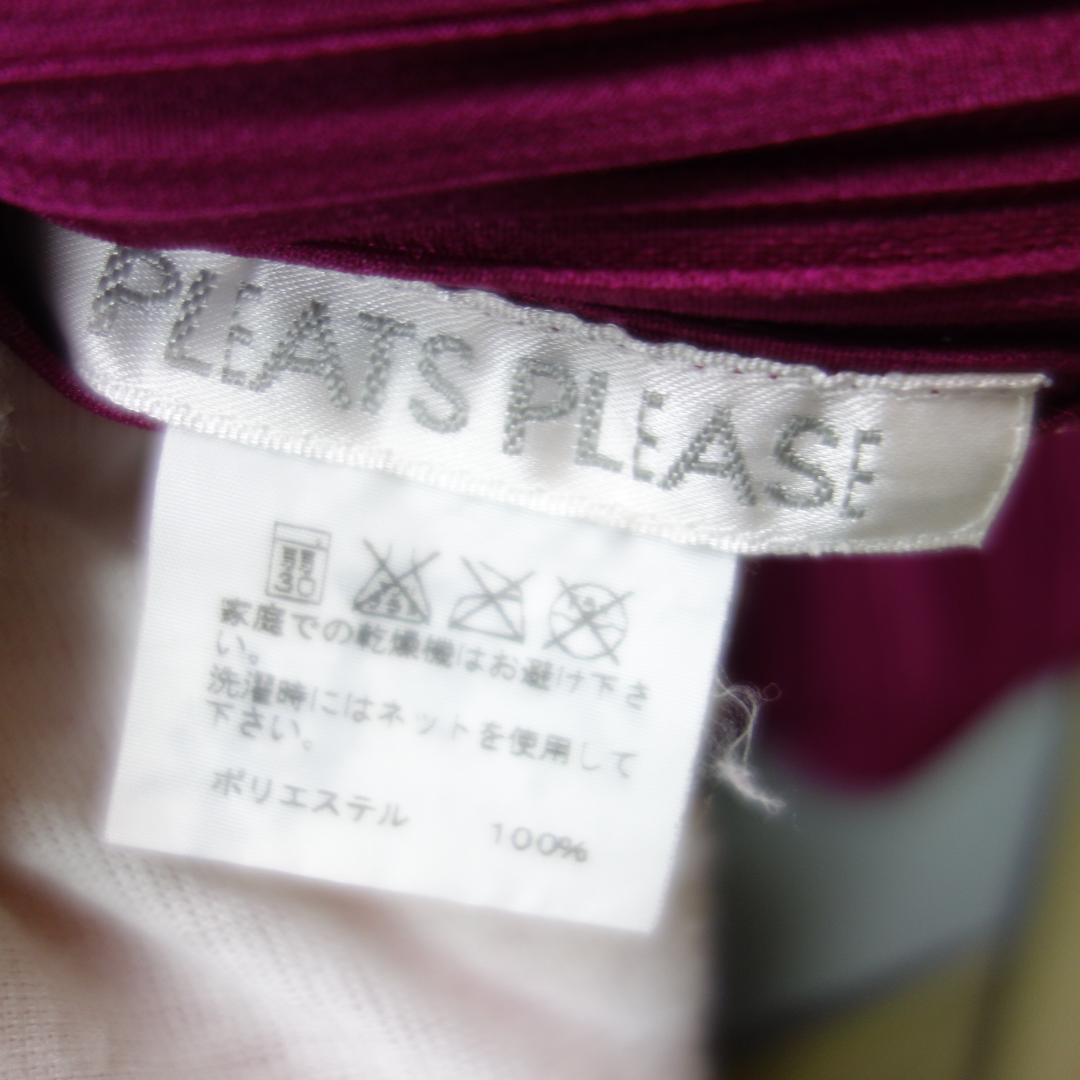 PLEATS PLEASE
家庭での乾燥機はお避け下さ
い。
洗濯時にはネットを使用して
下さい。
ポリエステル 100%